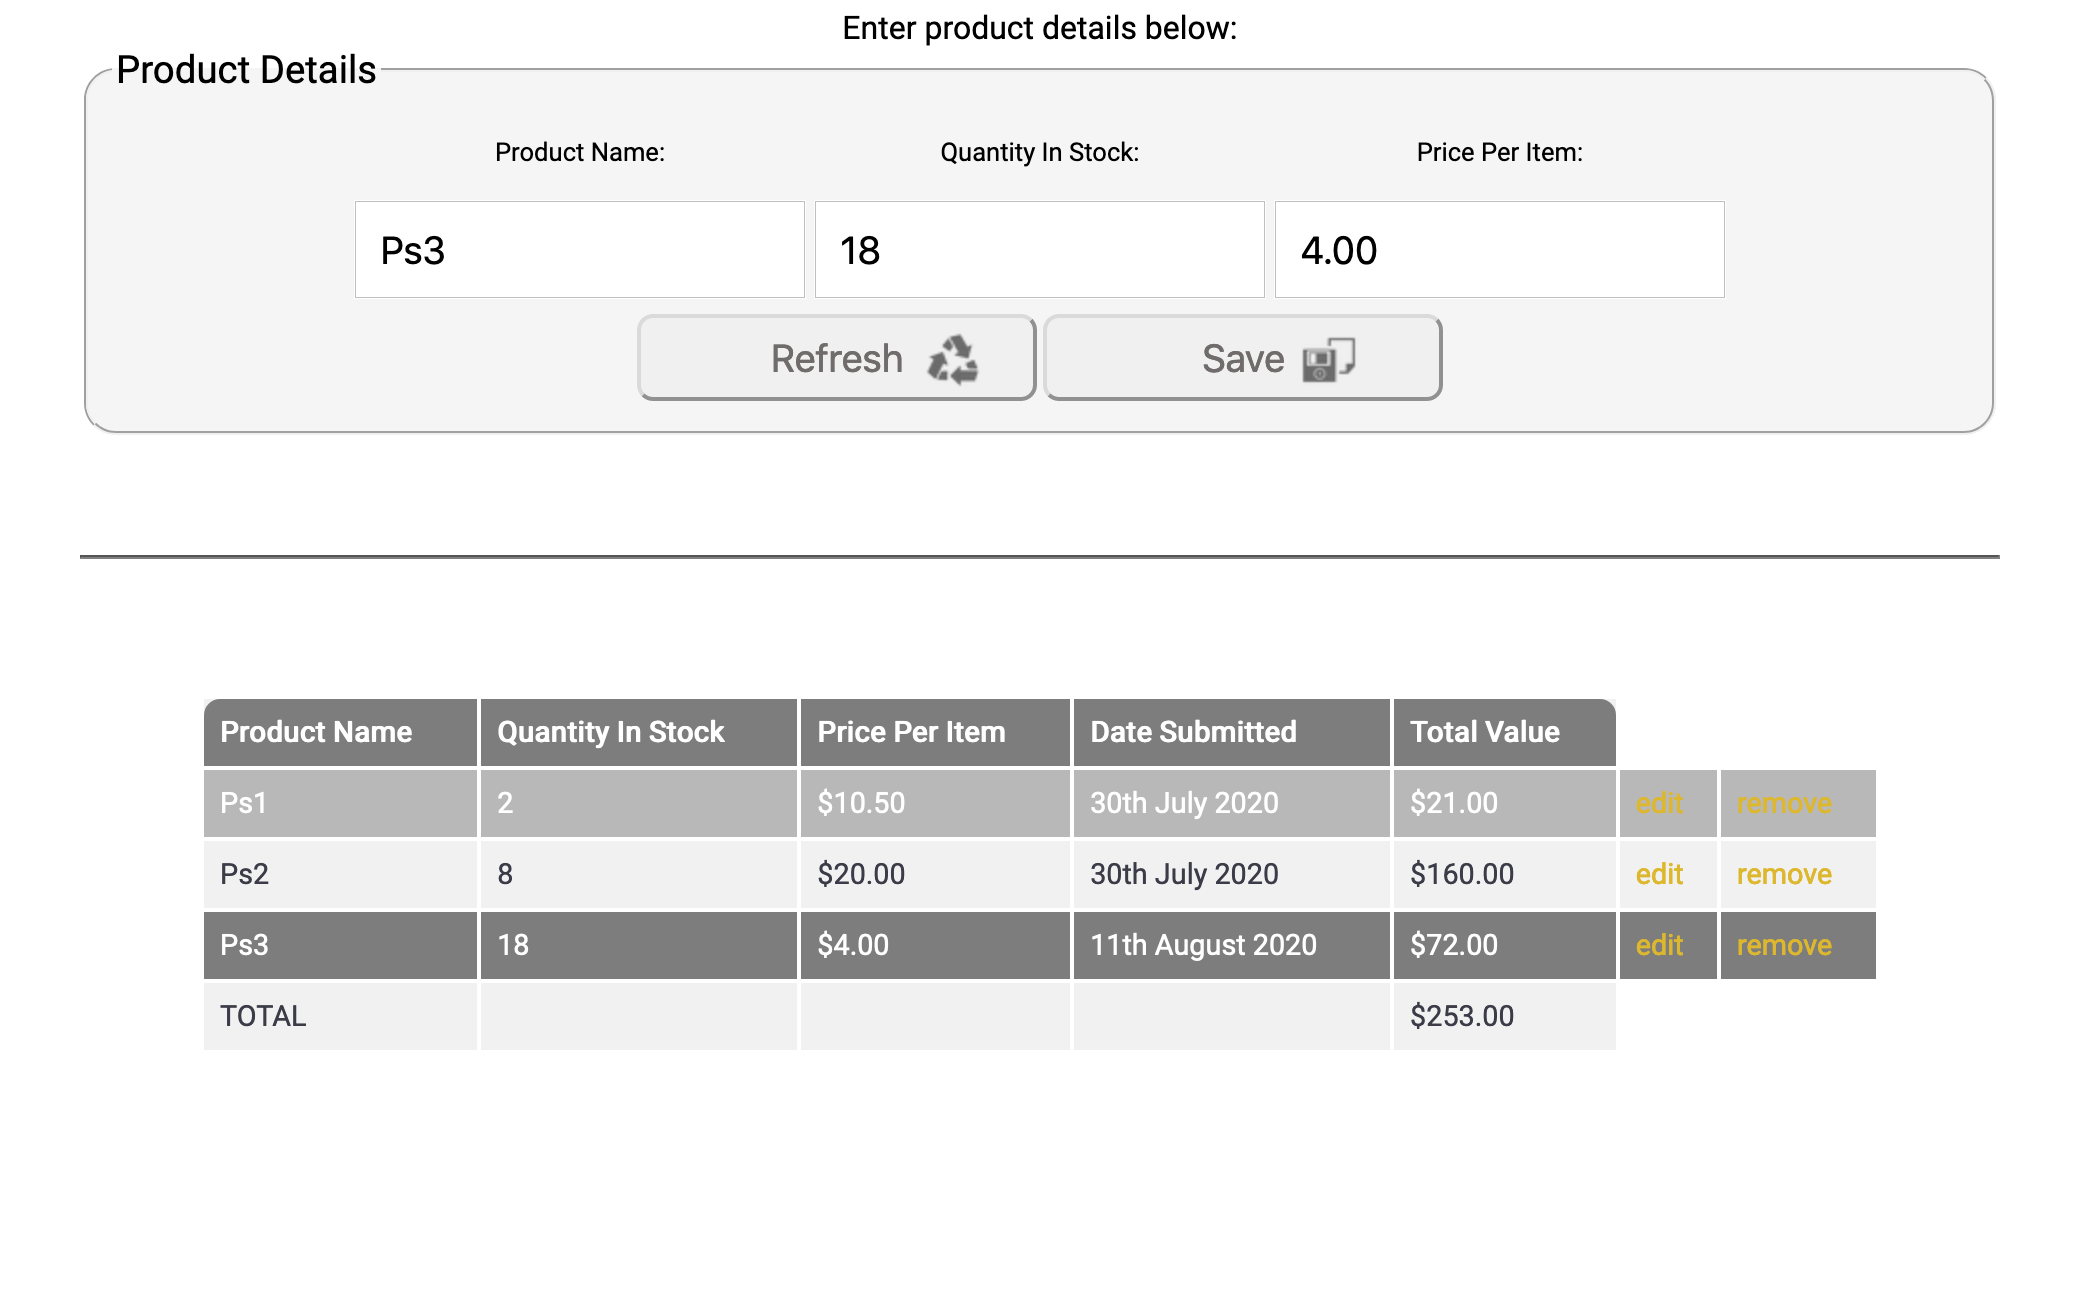 Enter product details below:
Product Details
Product Name: Quantity In Stock: Price Per Item:
Ps3 18 4.00
Refresh Save
Product Name Quantity In Stock Price Per Item Date Submitted Total Value
Ps1 2 $10.50 30th July 2020 $21.00 edit remove
Ps2 8 $20.00 30th July 2020 $160.00 edit remove
Ps3 18 $4.00 11th August 2020 $72.00 edit remove
TOTAL $253.00